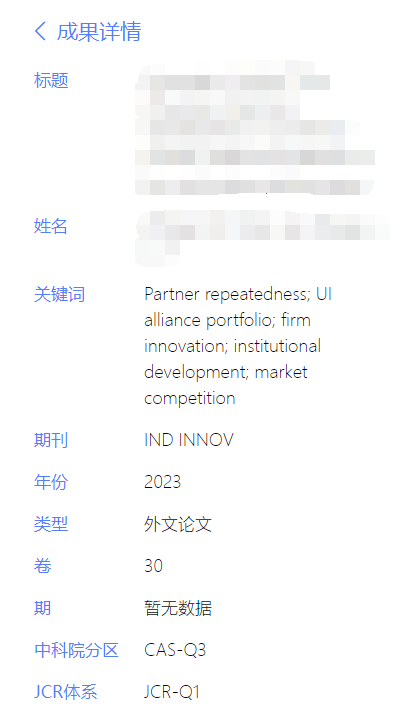 成果详情
标题
姓名
关键词 Partner repeatedness; UI
alliance portfolio; firm
innovation; institutional
development; market
competition
期刊 IND INNOV
年份 2023
类型 外文论文
卷 30
期 暂无数据
中科院分区 CAS-Q3
JCR体系 JCR-Q1